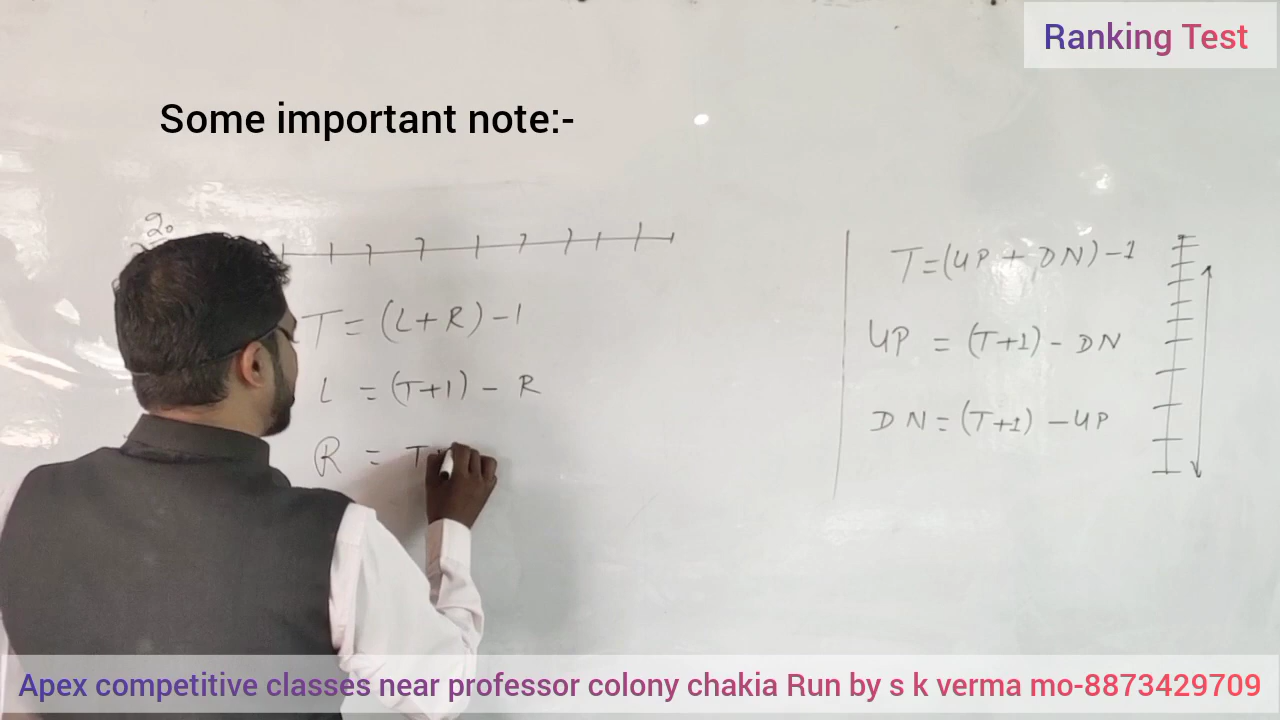 Ranking Test
Some important note:-
20
T = (L+R) -1
L = (T+1) - R
R = T
T = (UP + DN) -1
UP = (T+1) - DN
DN = (T+1) - UP
Apex competitive classes near professor colony chakia Run by s k verma mo-8873429709